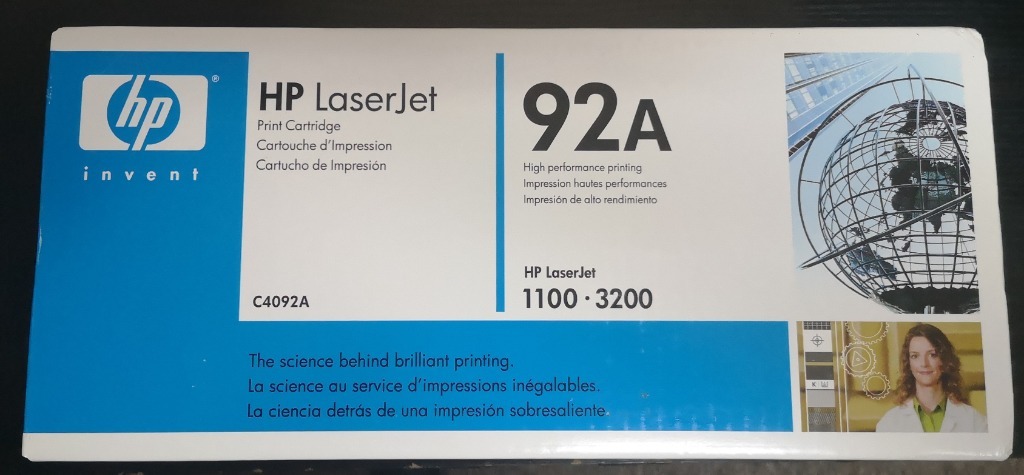 hp
®
invent
HP LaserJet
Print Cartridge
Cartouche d'Impression
Cartucho de Impresión
C4092A
92A
High performance printing
Impression hautes performances
Impresión de alto rendimiento
HP LaserJet
1100 · 3200
The science behind brilliant printing.
La science au service d'impressions inégalables.
La ciencia detrás de una impresión sobresaliente.
K